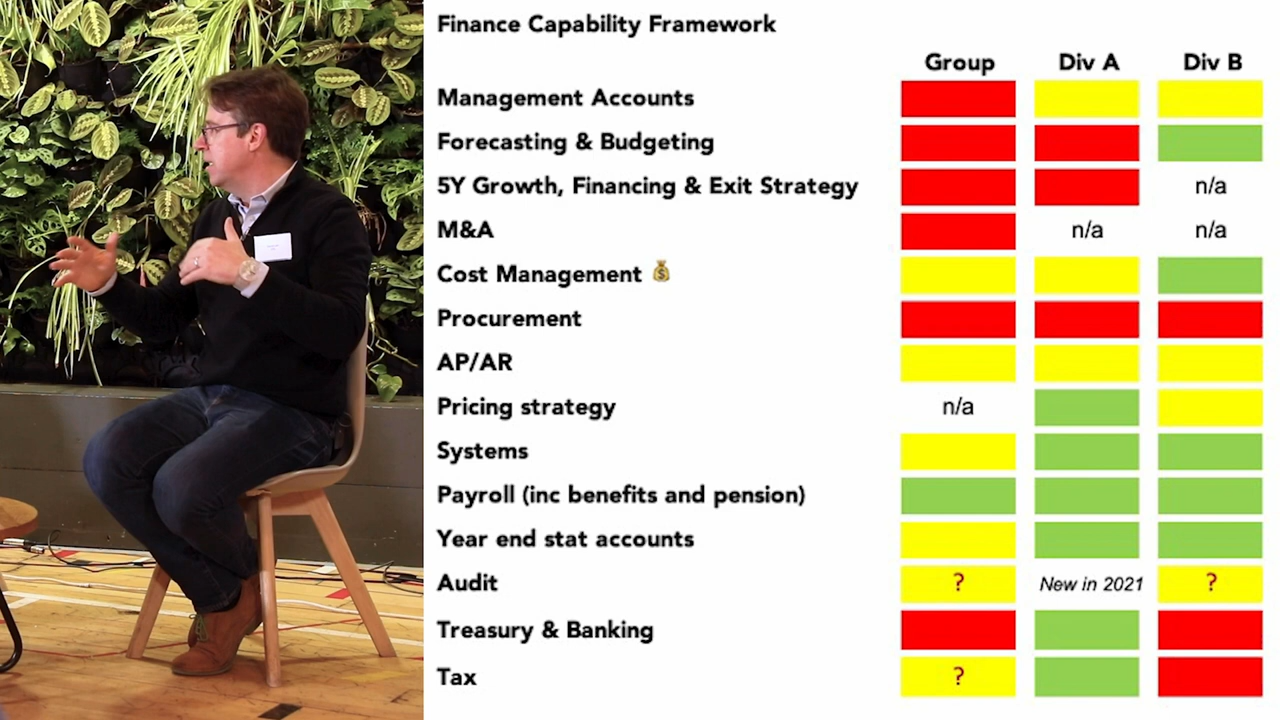 Finance Capability Framework
Group Div A Div B
Management Accounts
Forecasting & Budgeting
5Y Growth, Financing & Exit Strategy n/a
M&A n/a n/a
Cost Management
Procurement
AP/AR
Pricing strategy n/a
Systems
Payroll (inc benefits and pension)
Year end stat accounts
Audit ? New in 2021 ?
Treasury & Banking
Tax ?